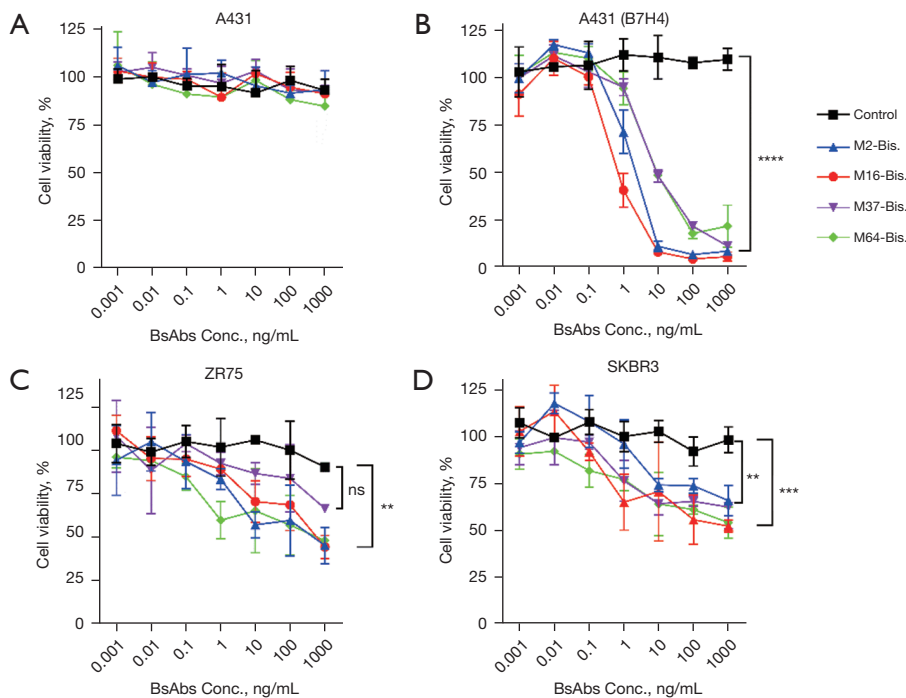 A
A431
Cell viability, %
125
100
75
50
25
0
0.001
0.01
0.1
1
10
100
1000
BsAbs Conc., ng/mL
B
A431 (B7H4)
Cell viability, %
125
100
75
50
25
0
0.001
0.01
0.1
1
10
100
1000
BsAbs Conc., ng/mL
****
Control
M2-Bis.
M16-Bis.
M37-Bis.
M64-Bis.
C
ZR75
Cell viability, %
125
100
75
50
25
0
0.001
0.01
0.1
1
10
100
1000
BsAbs Conc., ng/mL
ns
**
D
SKBR3
Cell viability, %
125
100
75
50
25
0
0.001
0.01
0.1
1
10
100
1000
BsAbs Conc., ng/mL
**
***